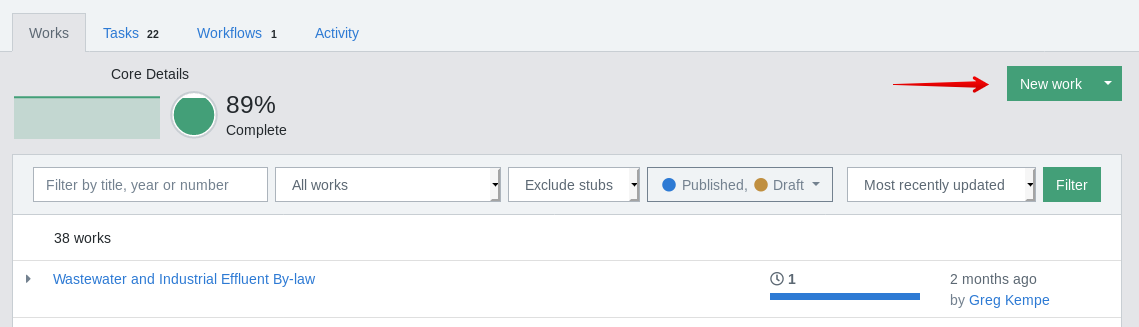 Works Tasks 22 Workflows 1 Activity
Core Details
New work
89%
Complete
Filter by title, year or number All works Exclude stubs Published, Draft Most recently updated Filter
38 works
Wastewater and Industrial Effluent By-law 1 2 months ago
by Greg Kempe